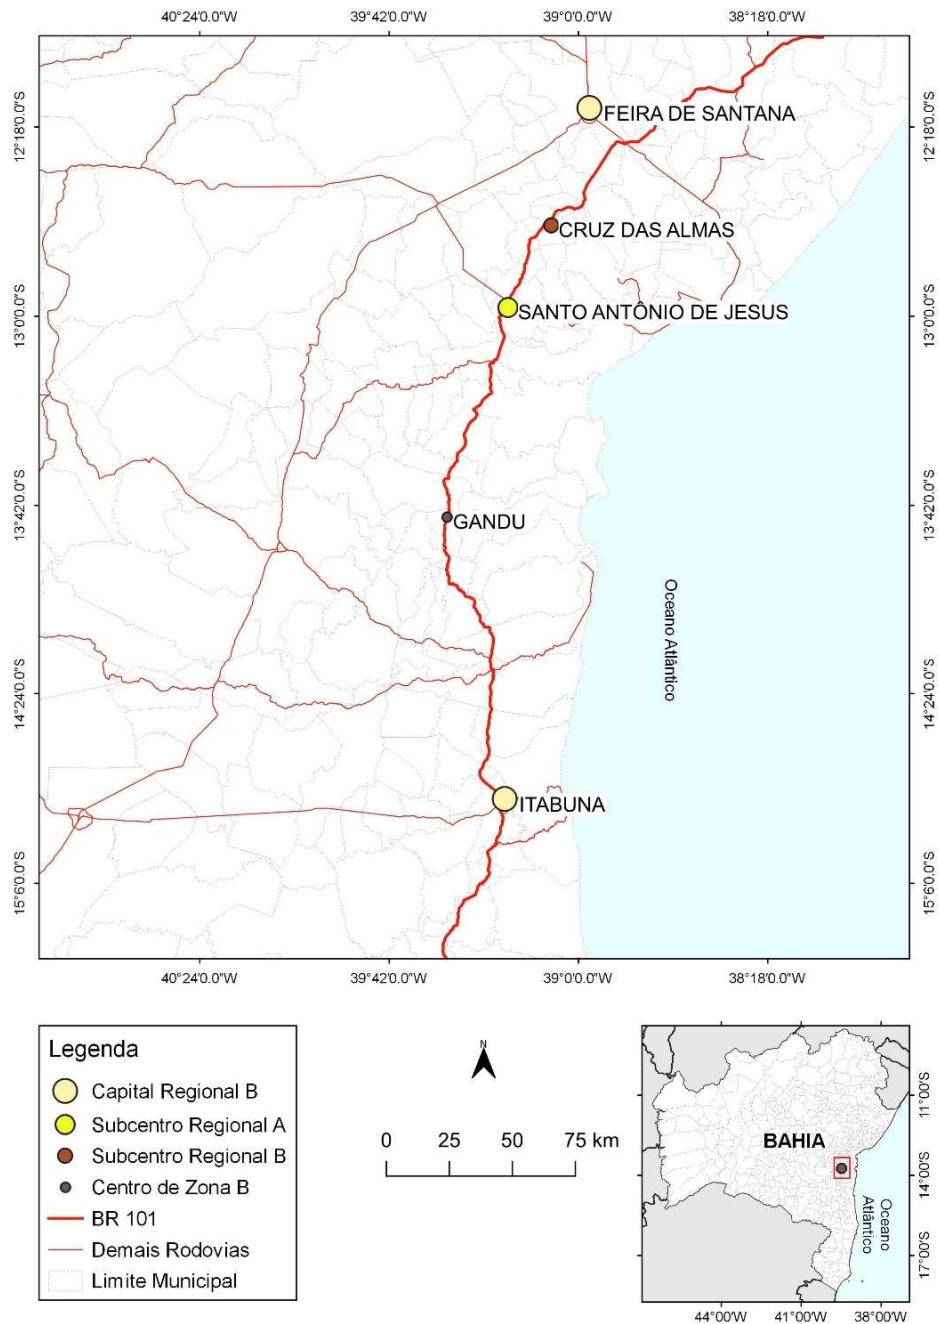 40°24'0.0"W 39°42'0.0"W 39°00'0.0"W 38°18'0.0"W
12°18'0.0"S 12°18'0.0"S
FEIRA DE SANTANA
CRUZ DAS ALMAS
SANTO ANTÔNIO DE JESUS
13°0'0.0"S 13°0'0.0"S
13°42'0.0"S 13°42'0.0"S
GANDU
Oceano Atlântico
14°24'0.0"S 14°24'0.0"S
ITABUNA
15°6'0.0"S 15°6'0.0"S
40°24'0.0"W 39°42'0.0"W 39°00'0.0"W 38°18'0.0"W
Legenda
Capital Regional B
Subcentro Regional A
Subcentro Regional B
Centro de Zona B
BR 101
Demais Rodovias
Limite Municipal
N
0 25 50 75 km
BAHIA
Oceano
Atlântico
11°00'S
14°00'S
17°00'S
44°00'W 41°00'W 38°00'W